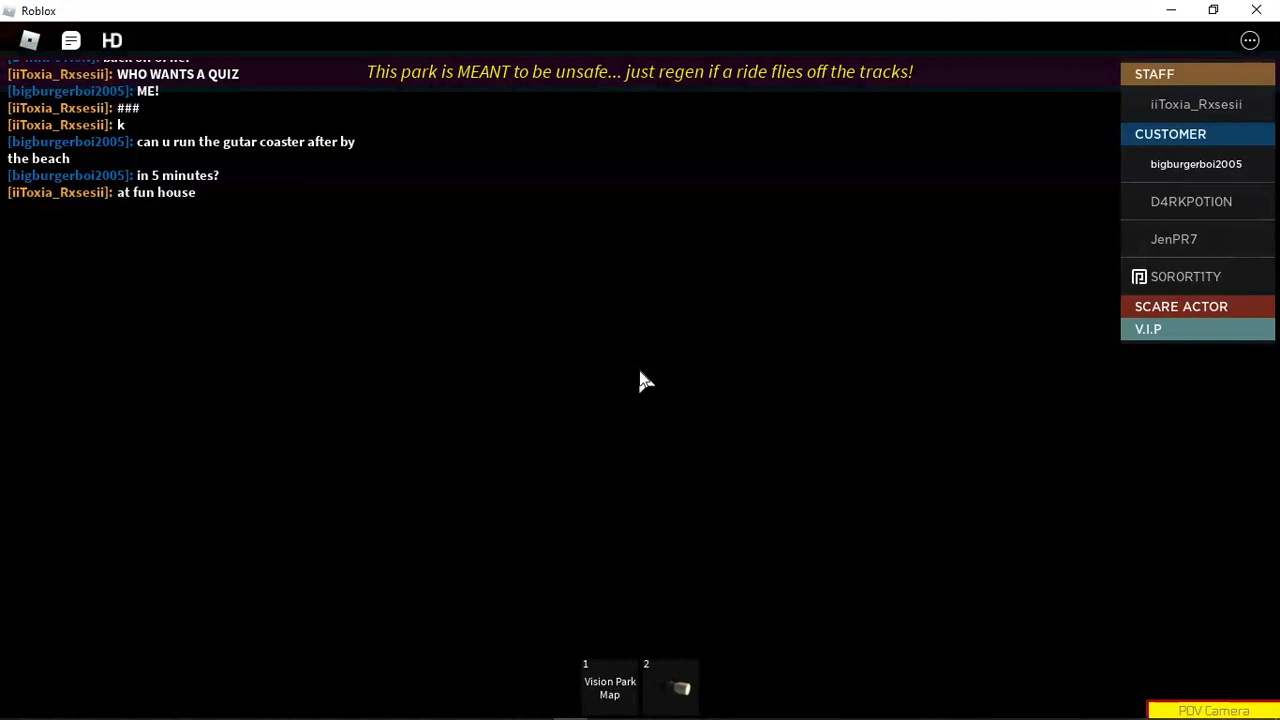 Roblox
HD
[iiToxia_Rxsesii]: WHO WANTS A QUIZ
[bigburgerboi2005]: ME!
[iiToxia_Rxsesii]: ###
[iiToxia_Rxsesii]: k
[bigburgerboi2005]: can u run the gutar coaster after by
the beach
[bigburgerboi2005]: in 5 minutes?
[iiToxia_Rxsesii]: at fun house
This park is MEANT to be unsafe... just regen if a ride flies off the tracks!
STAFF
iiToxia_Rxsesii
CUSTOMER
bigburgerboi2005
D4RKP0TI0N
JenPR7
S0R0RT1TY
SCARE ACTOR
V.I.P
1
Vision Park
Map
2
POV Camera